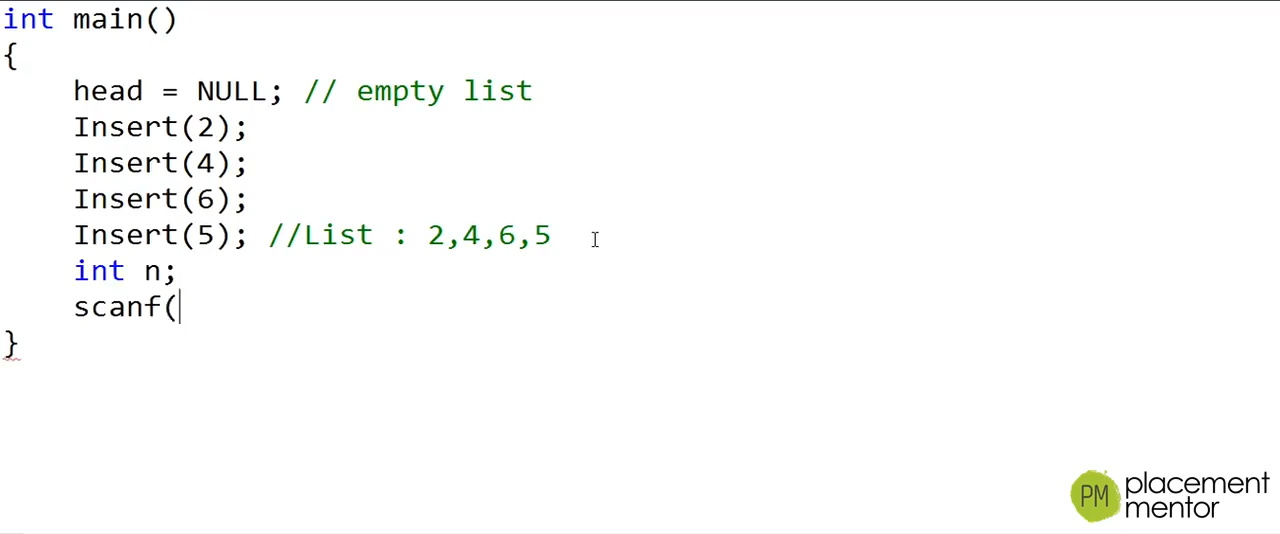 int main()
{
head = NULL; // empty list
Insert(2);
Insert(4);
Insert(6);
Insert(5); //List : 2,4,6,5
int n;
scanf(
}
PM placement
mentor